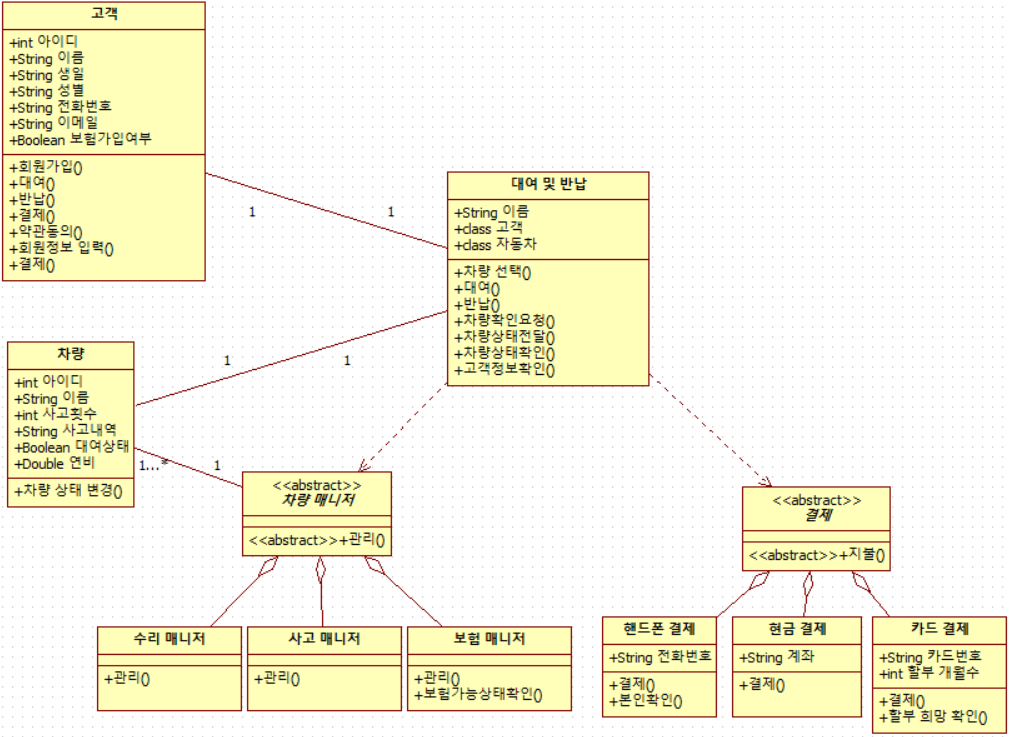 고객
+int 아이디
+String 이름
+String 생일
+String 성별
+String 전화번호
+String 이메일
+Boolean 보험가입여부
+회원가입()
+대여()
+반납()
+결제()
+약관동의()
+회원정보 입력()
+결제()
1
1
대여 및 반납
+String 이름
+class 고객
+class 자동차
+차량 선택()
+대여()
+반납()
+차량확인요청()
+차량상태전달()
+차량상태확인()
+고객정보확인()
1
1
차량
+int 아이디
+String 이름
+int 사고횟수
+String 사고내역
+Boolean 대여상태
+Double 연비
+차량 상태 변경()
1...*
1
<<abstract>>
차량 매니저
<<abstract>>+관리()
<<abstract>>
결제
<<abstract>>+지불()
수리 매니저
+관리()
사고 매니저
+관리()
보험 매니저
+관리()
+보험가능상태확인()
핸드폰 결제
+String 전화번호
+결제()
+본인확인()
현금 결제
+String 계좌
+결제()
카드 결제
+String 카드번호
+int 할부 개월수
+결제()
+할부 희망 확인()